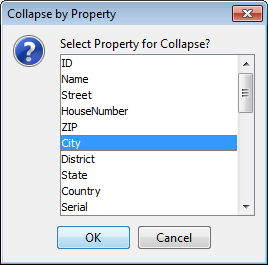 Collapse by Property
Select Property for Collapse?
ID
Name
Street
HouseNumber
ZIP
City
District
State
Country
Serial
OK
Cancel